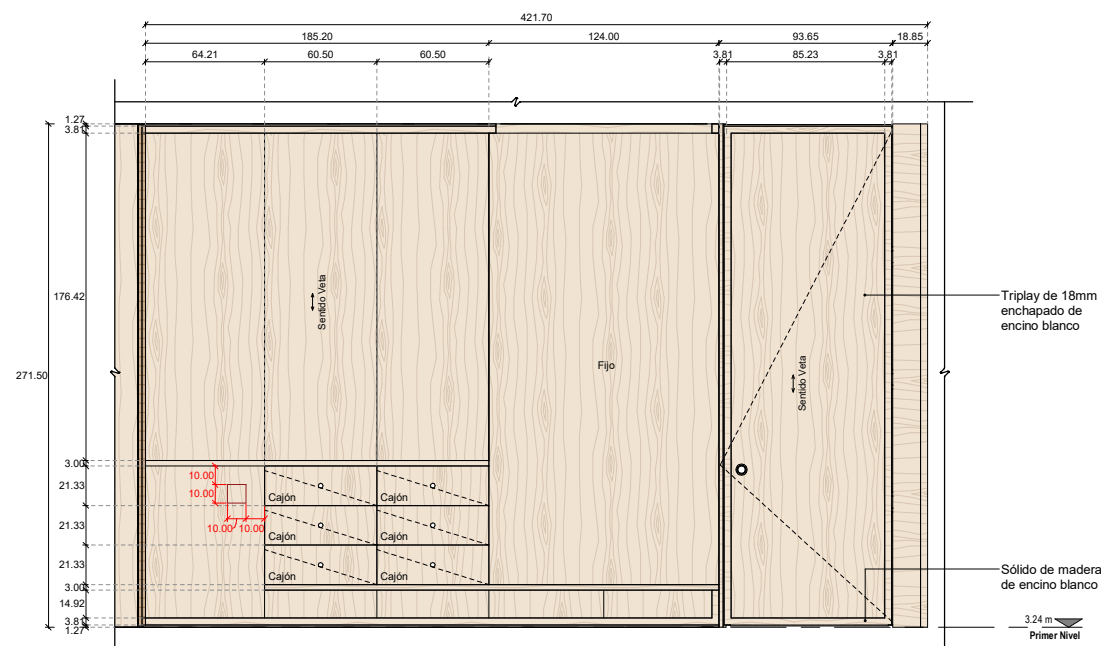 421.70
185.20
124.00
93.65
18.85
64.21
60.50
60.50
3.81
85.23
3.81
1.27
3.81
Sentido Veta
176.42
Triplay de 18mm
enchapado de
encino blanco
Fijo
Sentido Veta
271.50
3.00
10.00
21.33
10.00
Cajón
Cajón
10.00
10.00
21.33
Cajón
Cajón
21.33
Cajón
Cajón
Sólido de madera
de encino blanco
3.00
14.92
3.81
1.27
3.24 m
Primer Nivel